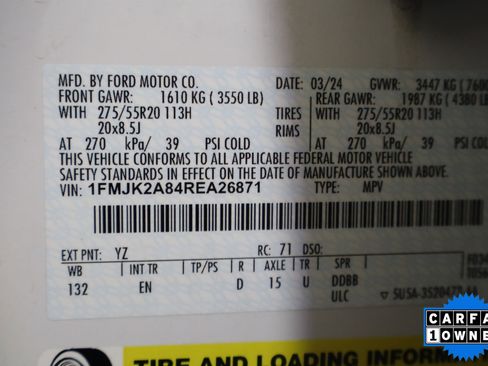 MFD. BY FORD MOTOR CO. DATE: 03/24 GVWR: 3447 KG (7600
FRONT GAWR: 1610 KG (3550 LB) REAR GAWR: 1987 KG (4380 LB)
WITH 275/55R20 113H TIRES WITH 275/55R20 113H
20x8.5J RIMS 20x8.5J
AT 270 kPa/ 39 PSI COLD AT 270 kPa/ 39 PSI COLD
THIS VEHICLE CONFORMS TO ALL APPLICABLE FEDERAL MOTOR VEHICLE
SAFETY STANDARDS IN EFFECT ON THE DATE OF MANUFACTURE SHOWN ABOVE.
VIN: 1FMJK2A84REA26871 TYPE: MPV
EXT PNT: YZ RC: 71 DSO:
WB INT TR TP/PS R AXLE TR SPR
132 EN D 15 U DDBB
ULC
CARFA
1 OWNE
TIRE AND LOADING INFORMA